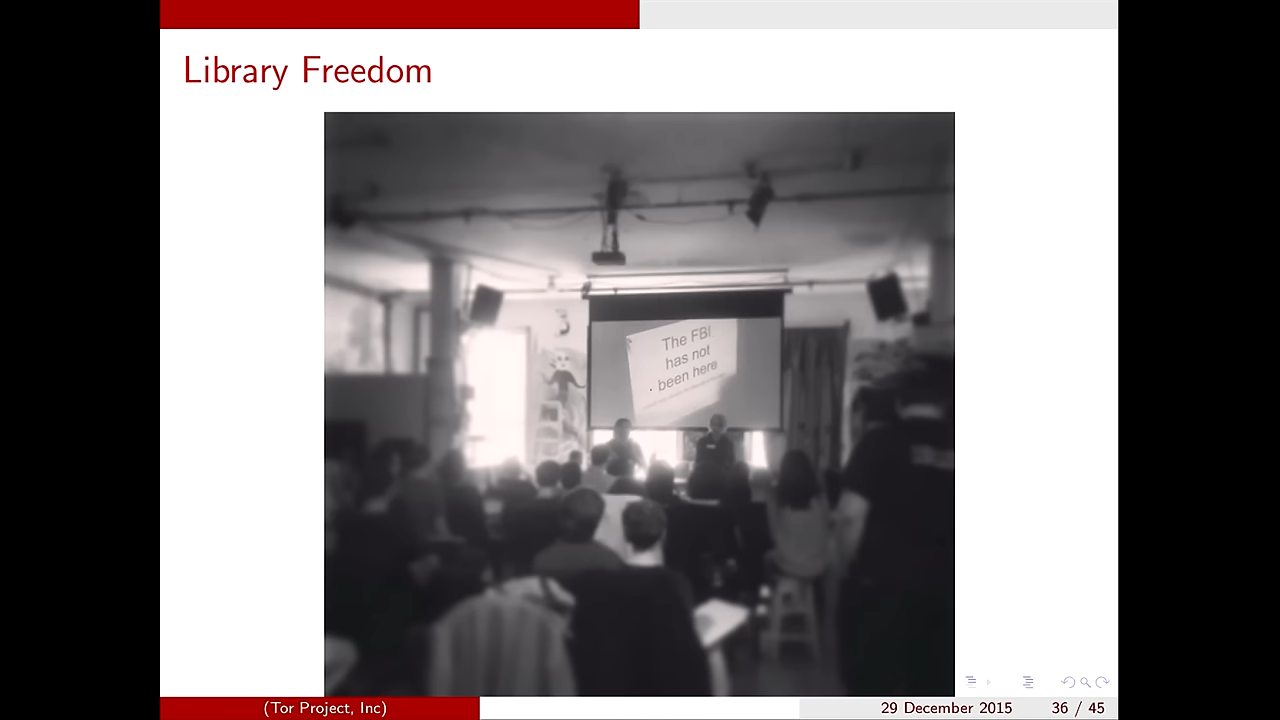 Library Freedom
The FBI
has not
been here
(Tor Project, Inc)
29 December 2015
36 / 45